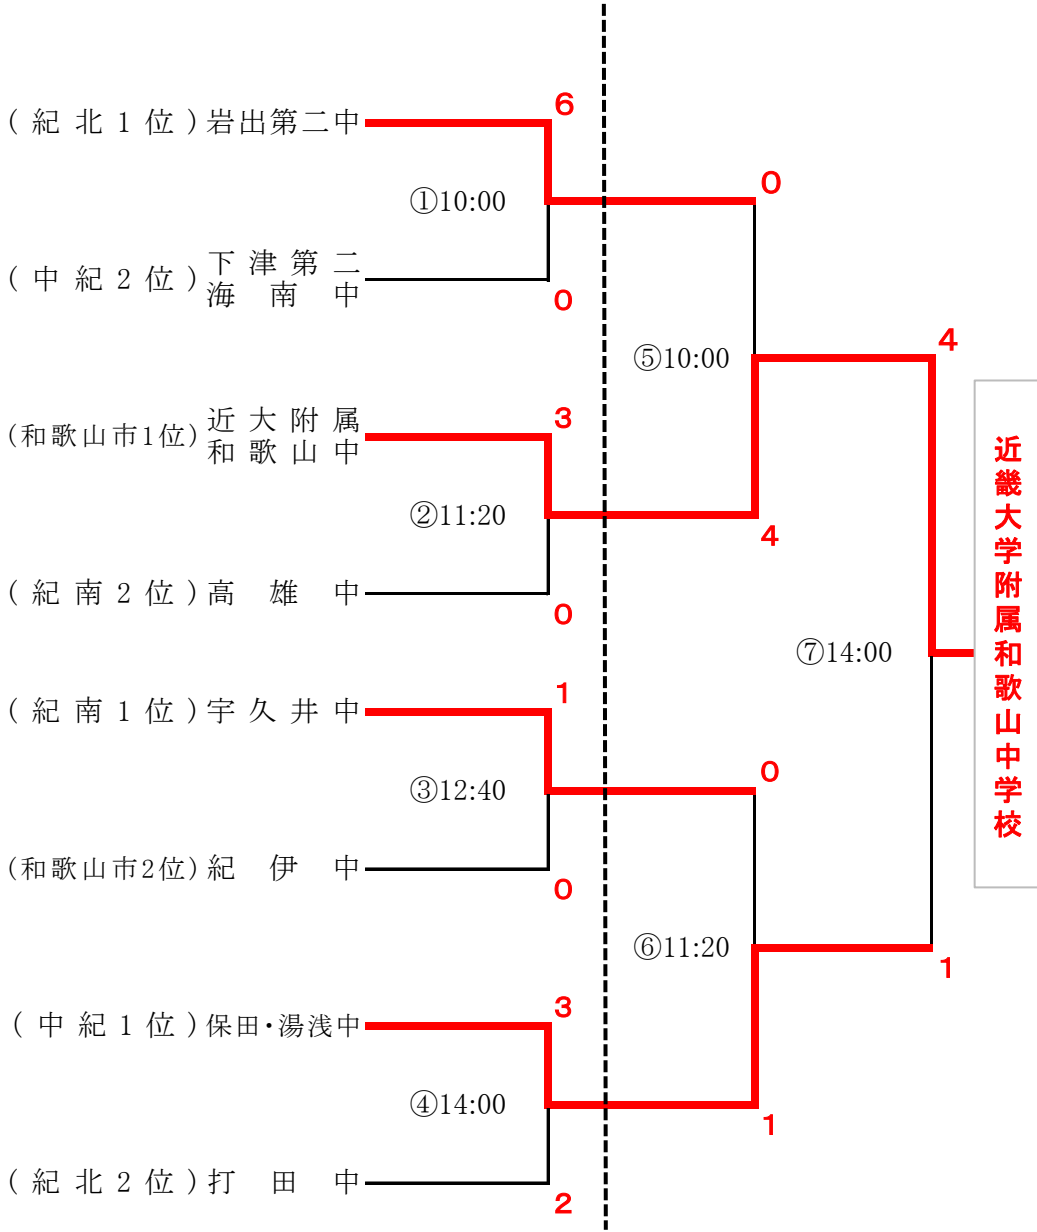 6
(紀北1位)岩出第二中
0
①10:00
(中紀2位)下津第二
海南中
0
⑤10:00
4
(和歌山市1位)近大附属
和歌山中
3
②11:20
4
(紀南2位)高雄中
0
⑦14:00
近畿大学附属和歌山中学校
1
(紀南1位)宇久井中
0
③12:40
(和歌山市2位)紀伊中
0
⑥11:20
1
3
(中紀1位)保田・湯浅中
④14:00
1
(紀北2位)打田中
2